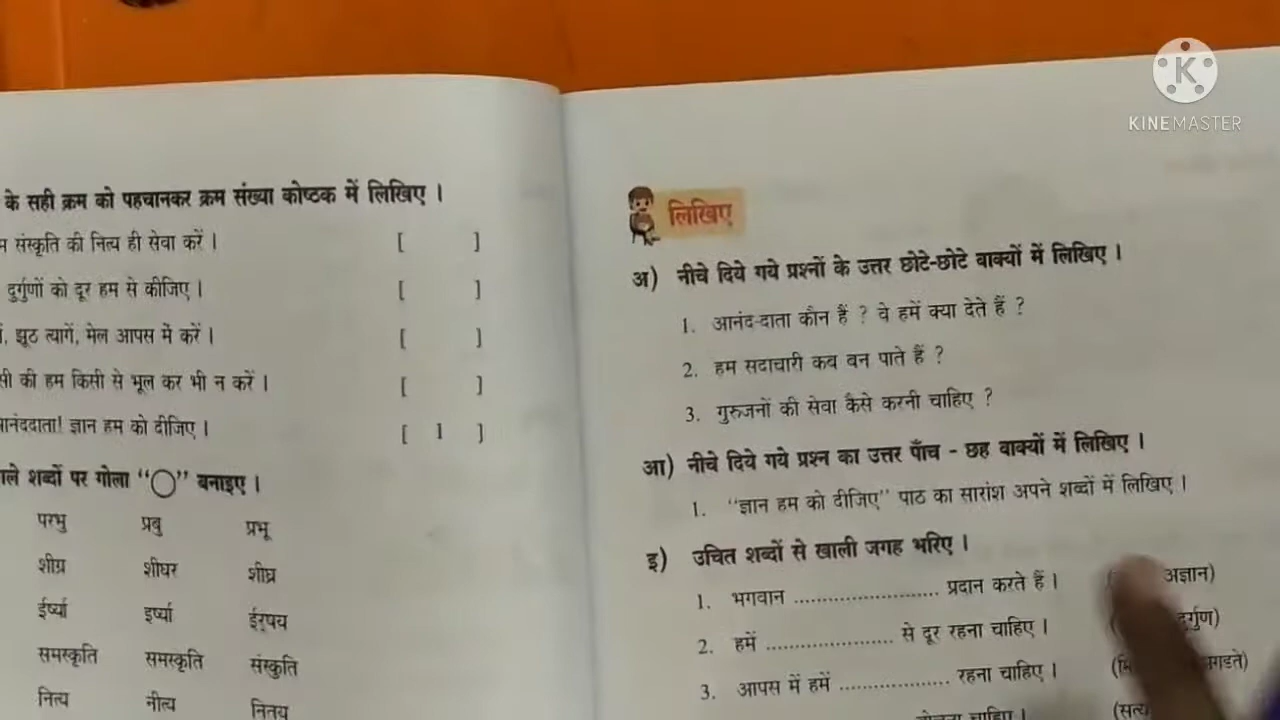 के सही क्रम को पहचानकर क्रम संख्या कोष्ठक में लिखिए ।
संस्कृति की नित्य ही सेवा करें । [ ]
दुर्गुणों को दूर हम से कीजिए । [ ]
झूठ त्यागें, मेल आपस में करें । [ ]
की हम किसी से भूल कर भी न करें । [ ]
ज्ञान हम को दीजिए । [ 1 ]
शब्दों पर गोला “○” बनाइए ।
परभु प्रबु प्रभू
शीग्र शीघर शीघ्र
ईर्ष्या इर्ष्या ईर्षय
समस्कृति समस्कृति संस्कुति
नित्य नीत्य नितय
KINEMASTER
लिखिए
अ) नीचे दिये गये प्रश्नों के उत्तर छोटे-छोटे वाक्यों में लिखिए ।
1. आनंद-दाता कौन हैं ? वे हमें क्या देते हैं ?
2. हम सदाचारी कब बन पाते हैं ?
3. गुरुजनों की सेवा कैसे करनी चाहिए ?
आ) नीचे दिये गये प्रश्न का उत्तर पाँच - छह वाक्यों में लिखिए ।
1. “ज्ञान हम को दीजिए” पाठ का सारांश अपने शब्दों में लिखिए ।
इ) उचित शब्दों से खाली जगह भरिए ।
1. भगवान ........................ प्रदान करते हैं । अज्ञान)
2. हमें ..................... से दूर रहना चाहिए ।
3. आपस में हमें .................. रहना चाहिए ।